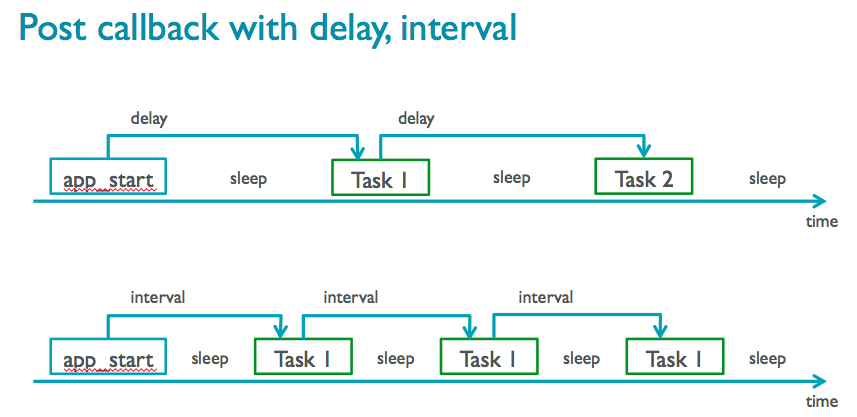 Post callback with delay, interval
delay delay
app_start sleep Task 1 sleep Task 2 sleep
time
interval interval interval
app_start sleep Task 1 sleep Task 1 sleep Task 1 sleep
time